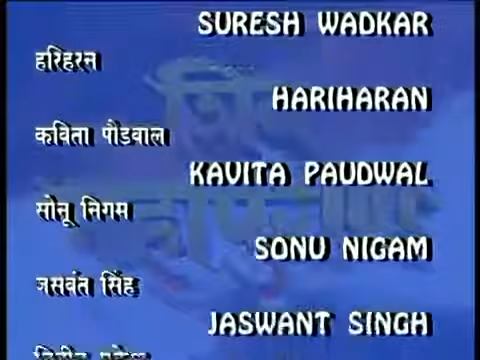 SURESH WADKAR
हरिहरन
HARIHARAN
कविता पौडवाल
KAVITA PAUDWAL
सोनू निगम
SONU NIGAM
जसवंत सिंह
JASWANT SINGH